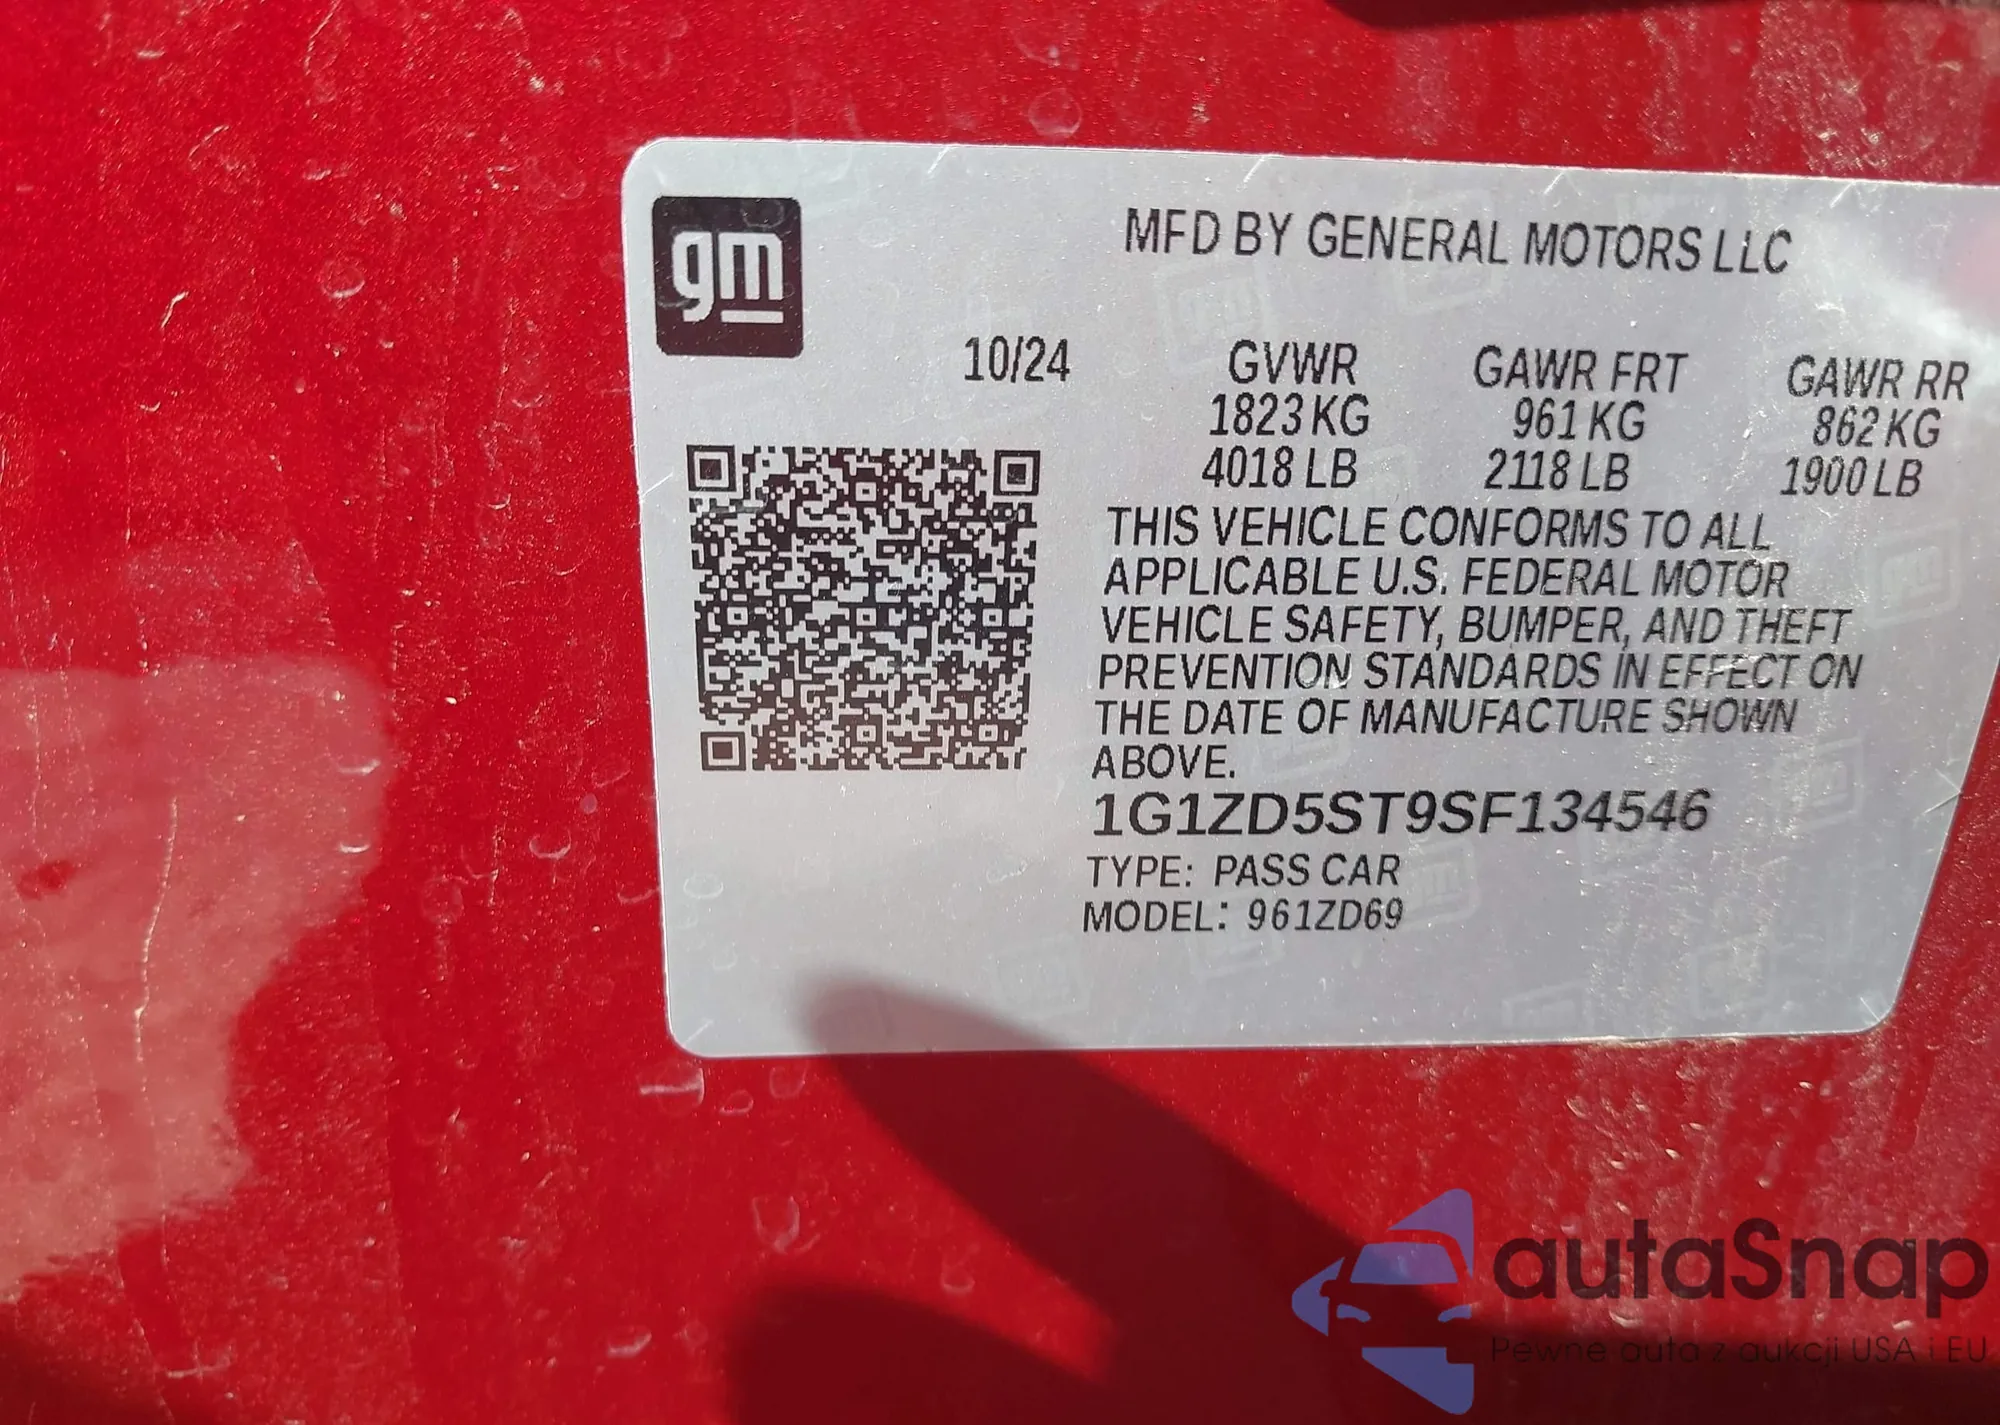 gm
MFD BY GENERAL MOTORS LLC
10/24 GVWR GAWR FRT GAWR RR
1823 KG 961 KG 862 KG
4018 LB 2118 LB 1900 LB
THIS VEHICLE CONFORMS TO ALL
APPLICABLE U.S. FEDERAL MOTOR
VEHICLE SAFETY, BUMPER, AND THEFT
PREVENTION STANDARDS IN EFFECT ON
THE DATE OF MANUFACTURE SHOWN
ABOVE.
1G1ZD5ST9SF134546
TYPE: PASS CAR
MODEL: 961ZD69
autaSnap
Pewne auta z aukcji USA i EU